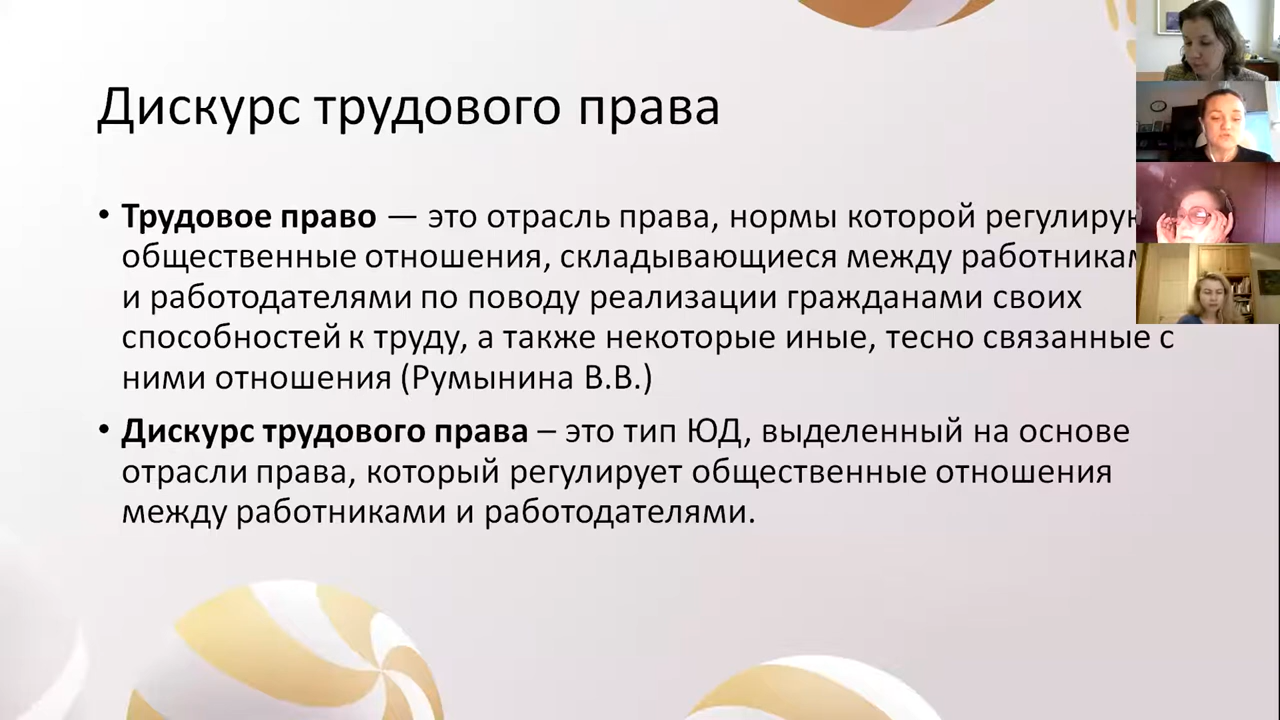 Дискурс трудового права
• Трудовое право — это отрасль права, нормы которой
общественные отношения, складывающиеся между
и работодателями по поводу реализации гражданами своих
способностей к труду, а также некоторые иные, тесно связанные с
ними отношения (Румынина В.В.)
• Дискурс трудового права – это тип ЮД, выделенный на основе
отрасли права, который регулирует общественные отношения
между работниками и работодателями.